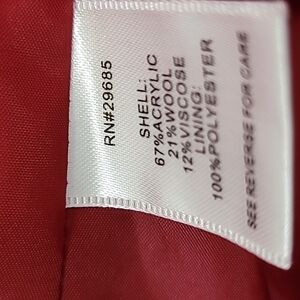 RN#29685
SHELL:
67%ACRYLIC
21%WOOL
12%VISCOSE
LINING:
100%POLYESTER
SEE REVERSE FOR CARE